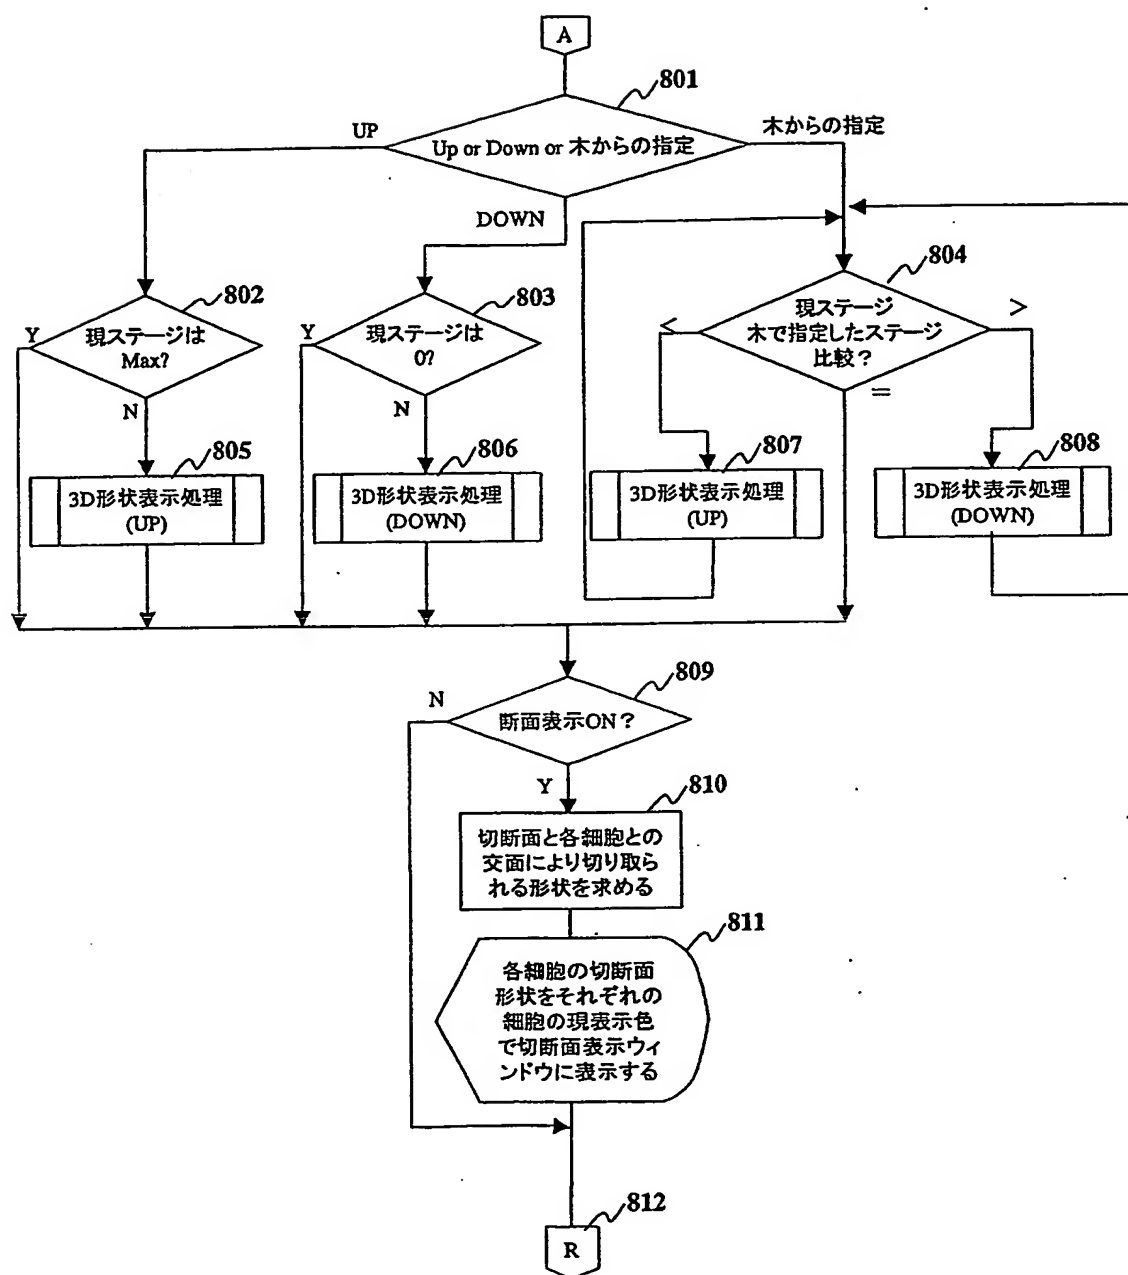 A
801
UP
Up or Down or 木からの指定
木からの指定
DOWN
802
Y
現ステージは
Max?
N
803
Y
現ステージは
0?
N
804
<
現ステージ
木で指定したステージ
比較？
>
=
805
3D形状表示処理
(UP)
806
3D形状表示処理
(DOWN)
807
3D形状表示処理
(UP)
808
3D形状表示処理
(DOWN)
809
N
断面表示ON？
Y
810
切断面と各細胞との
交面により切り取ら
れる形状を求める
811
各細胞の切断面
形状をそれぞれの
細胞の現表示色
で切断面表示ウィ
ンドウに表示する
812
R